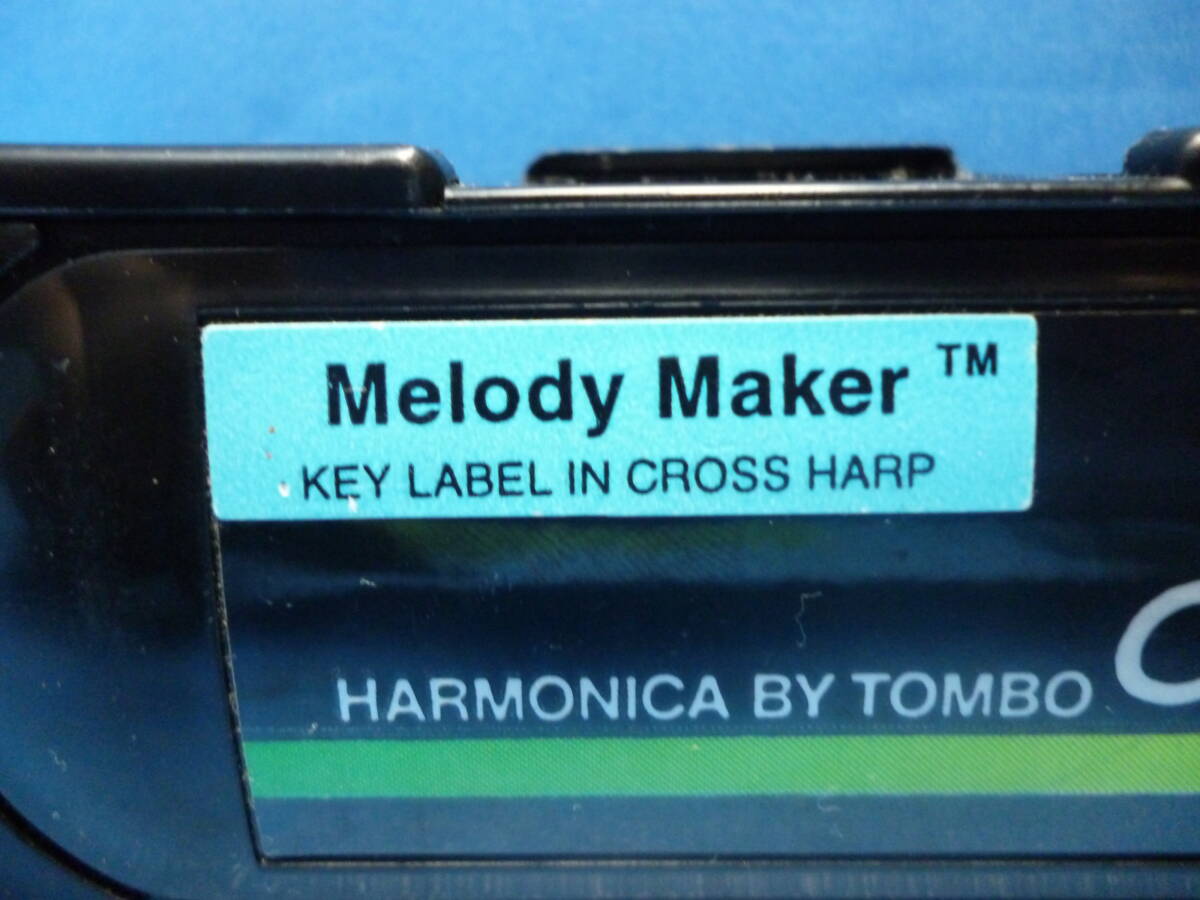 Melody Maker ™
KEY LABEL IN CROSS HARP
HARMONICA BY TOMBO